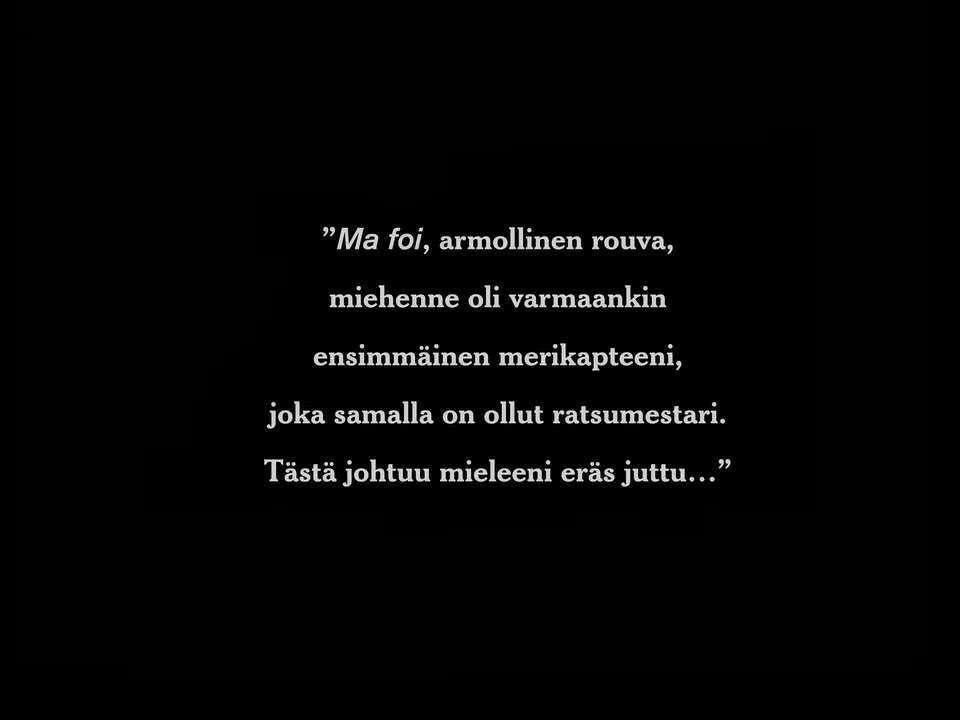 ”Ma foi, armollinen rouva,
miehenne oli varmaankin
ensimmäinen merikapteeni,
joka samalla on ollut ratsumestari.
Tästä johtuu mieleeni eräs juttu...”